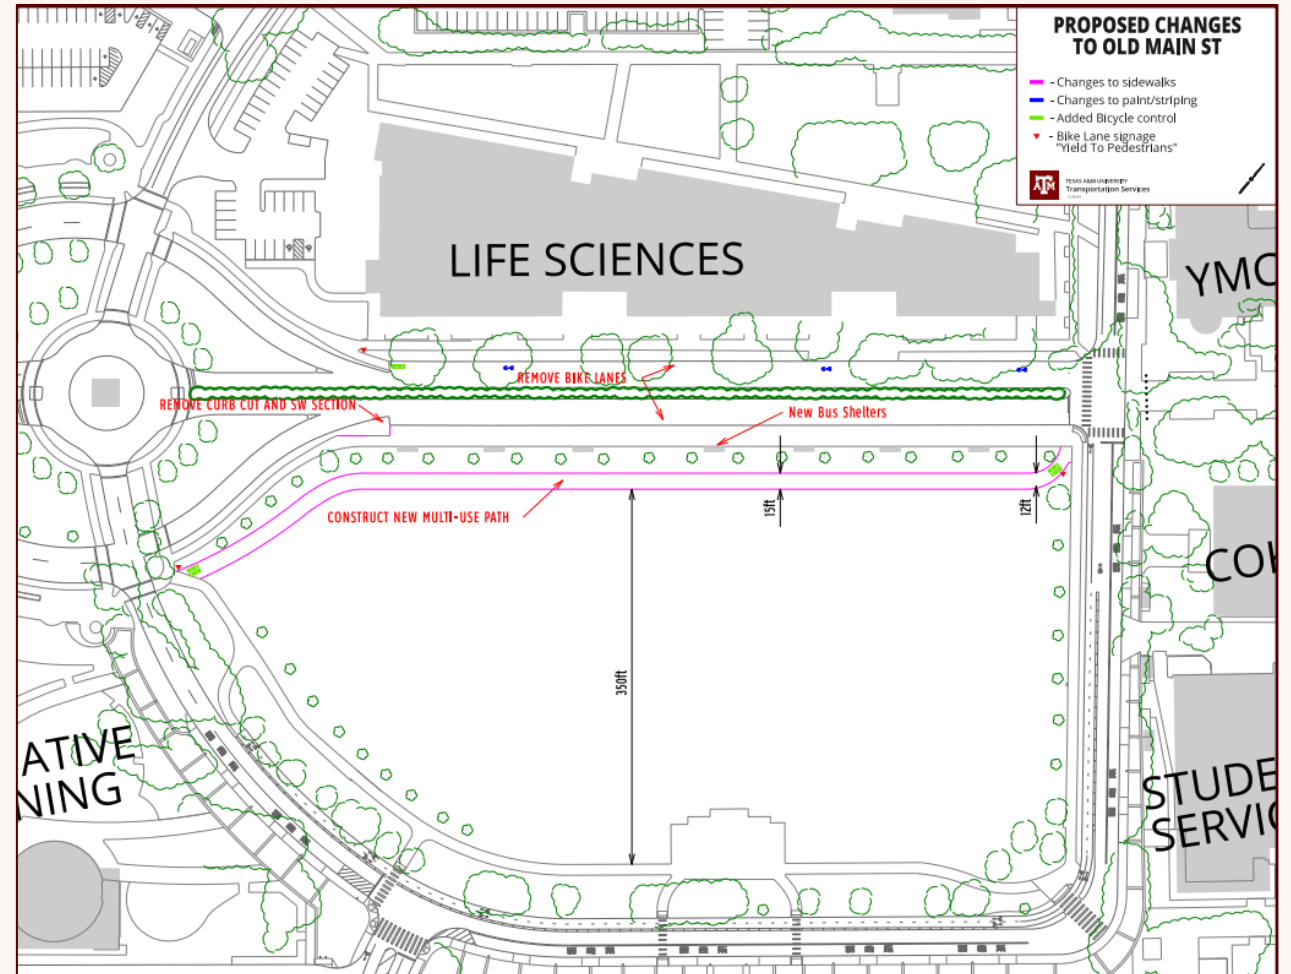 PROPOSED CHANGES
TO OLD MAIN ST
- Changes to sidewalks
- Changes to paint/striping
- Added Bicycle control
- Bike Lane signage
"Yield To Pedestrians"
ĀM
TEXAS A&M UNIVERSITY
Transportation Services
LIFE SCIENCES
YMC
REMOVE BIKE LANES
REMOVE CURB CUT AND SW SECTION
New Bus Shelters
CONSTRUCT NEW MULTI-USE PATH
15ft
12ft
COK
350ft
ATIVE
NING
STUDE
SERVIC